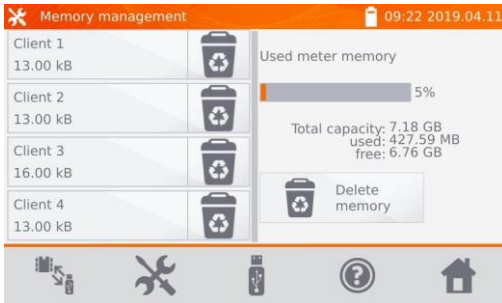 Memory management
09:22 2019.04.11
Client 1
13.00 kB
Client 2
13.00 kB
Client 3
16.00 kB
Client 4
13.00 kB
Used meter memory
5%
Total capacity: 7.18 GB
used: 427.59 MB
free: 6.76 GB
Delete
memory
?